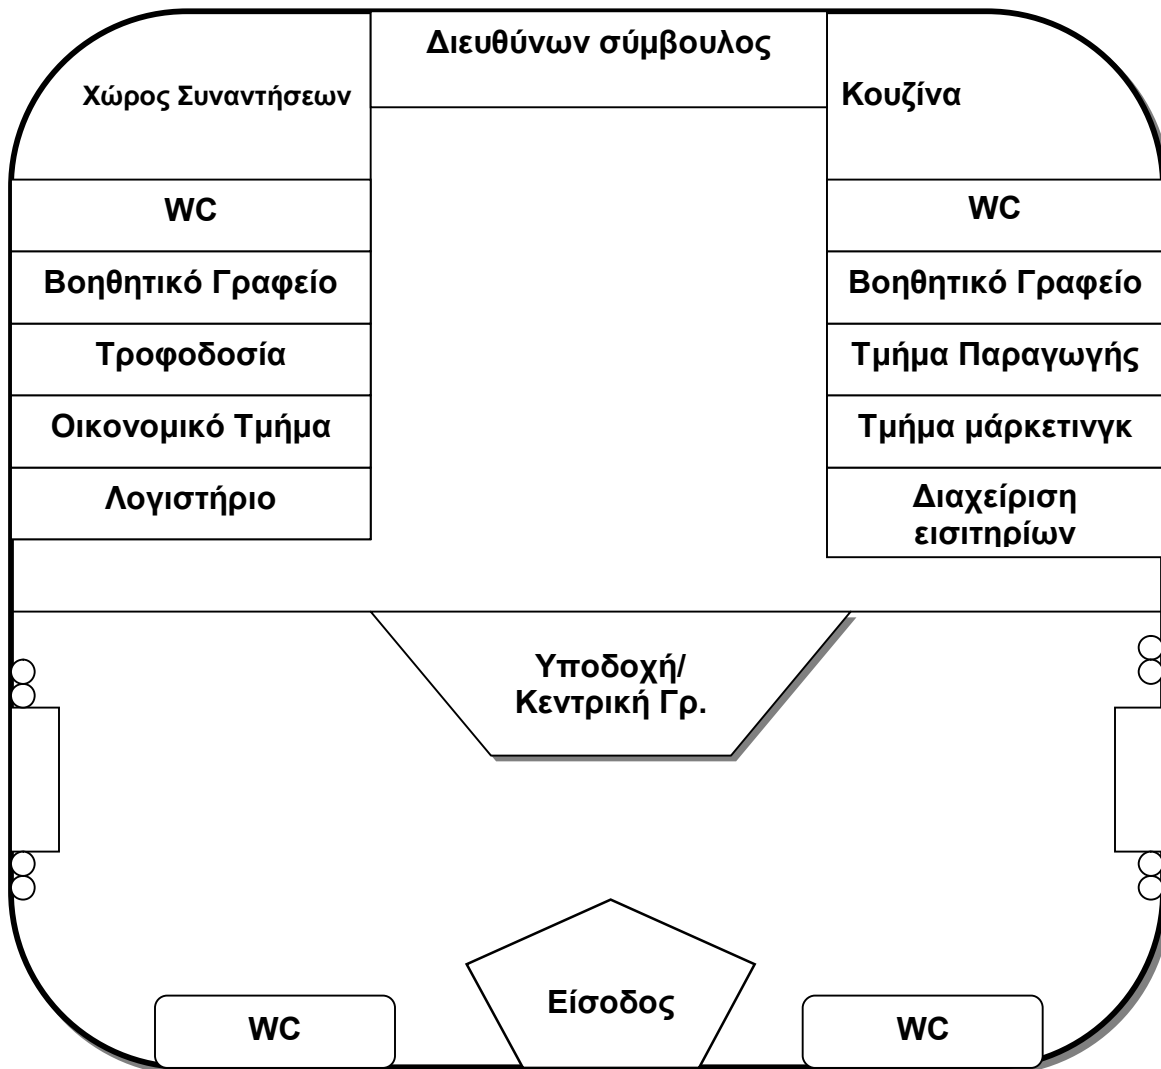 Διευθύνων σύμβουλος
Χώρος Συναντήσεων
Κουζίνα
WC
WC
Βοηθητικό Γραφείο
Βοηθητικό Γραφείο
Τροφοδοσία
Τμήμα Παραγωγής
Οικονομικό Τμήμα
Τμήμα μάρκετινγκ
Λογιστήριο
Διαχείριση
εισιτηρίων
Υποδοχή/
Κεντρική Γρ.
Είσοδος
WC
WC